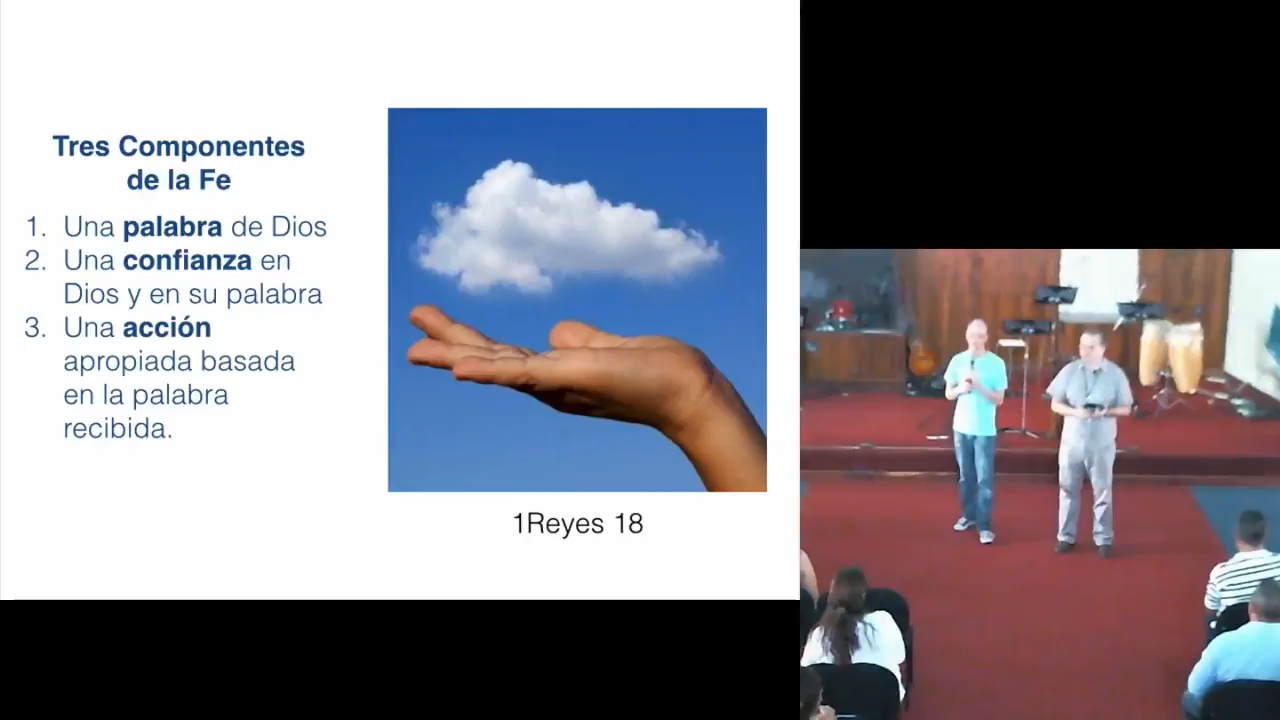 Tres Componentes
de la Fe
1. Una palabra de Dios
2. Una confianza en
Dios y en su palabra
3. Una acción
apropiada basada
en la palabra
recibida.
1Reyes 18